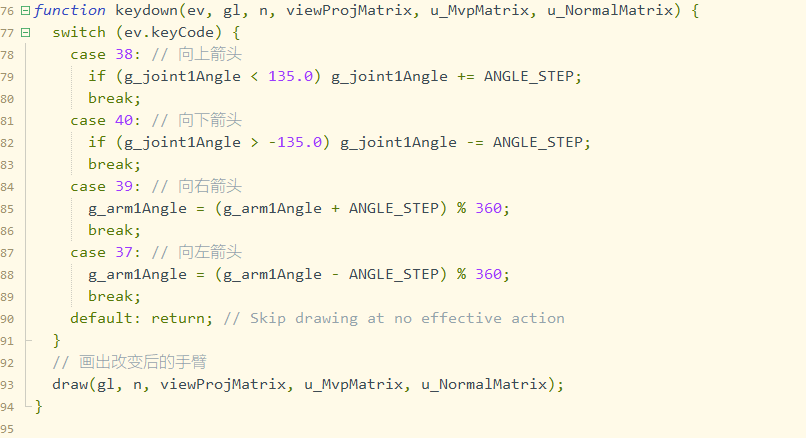 76 function keydown(ev, gl, n, viewProjMatrix, u_MvpMatrix, u_NormalMatrix) {
77   switch (ev.keyCode) {
78     case 38: // 向上箭头
79       if (g_joint1Angle < 135.0) g_joint1Angle += ANGLE_STEP;
80       break;
81     case 40: // 向下箭头
82       if (g_joint1Angle > -135.0) g_joint1Angle -= ANGLE_STEP;
83       break;
84     case 39: // 向右箭头
85       g_arm1Angle = (g_arm1Angle + ANGLE_STEP) % 360;
86       break;
87     case 37: // 向左箭头
88       g_arm1Angle = (g_arm1Angle - ANGLE_STEP) % 360;
89       break;
90     default: return; // Skip drawing at no effective action
91   }
92   // 画出改变后的手臂
93   draw(gl, n, viewProjMatrix, u_MvpMatrix, u_NormalMatrix);
94 }
95